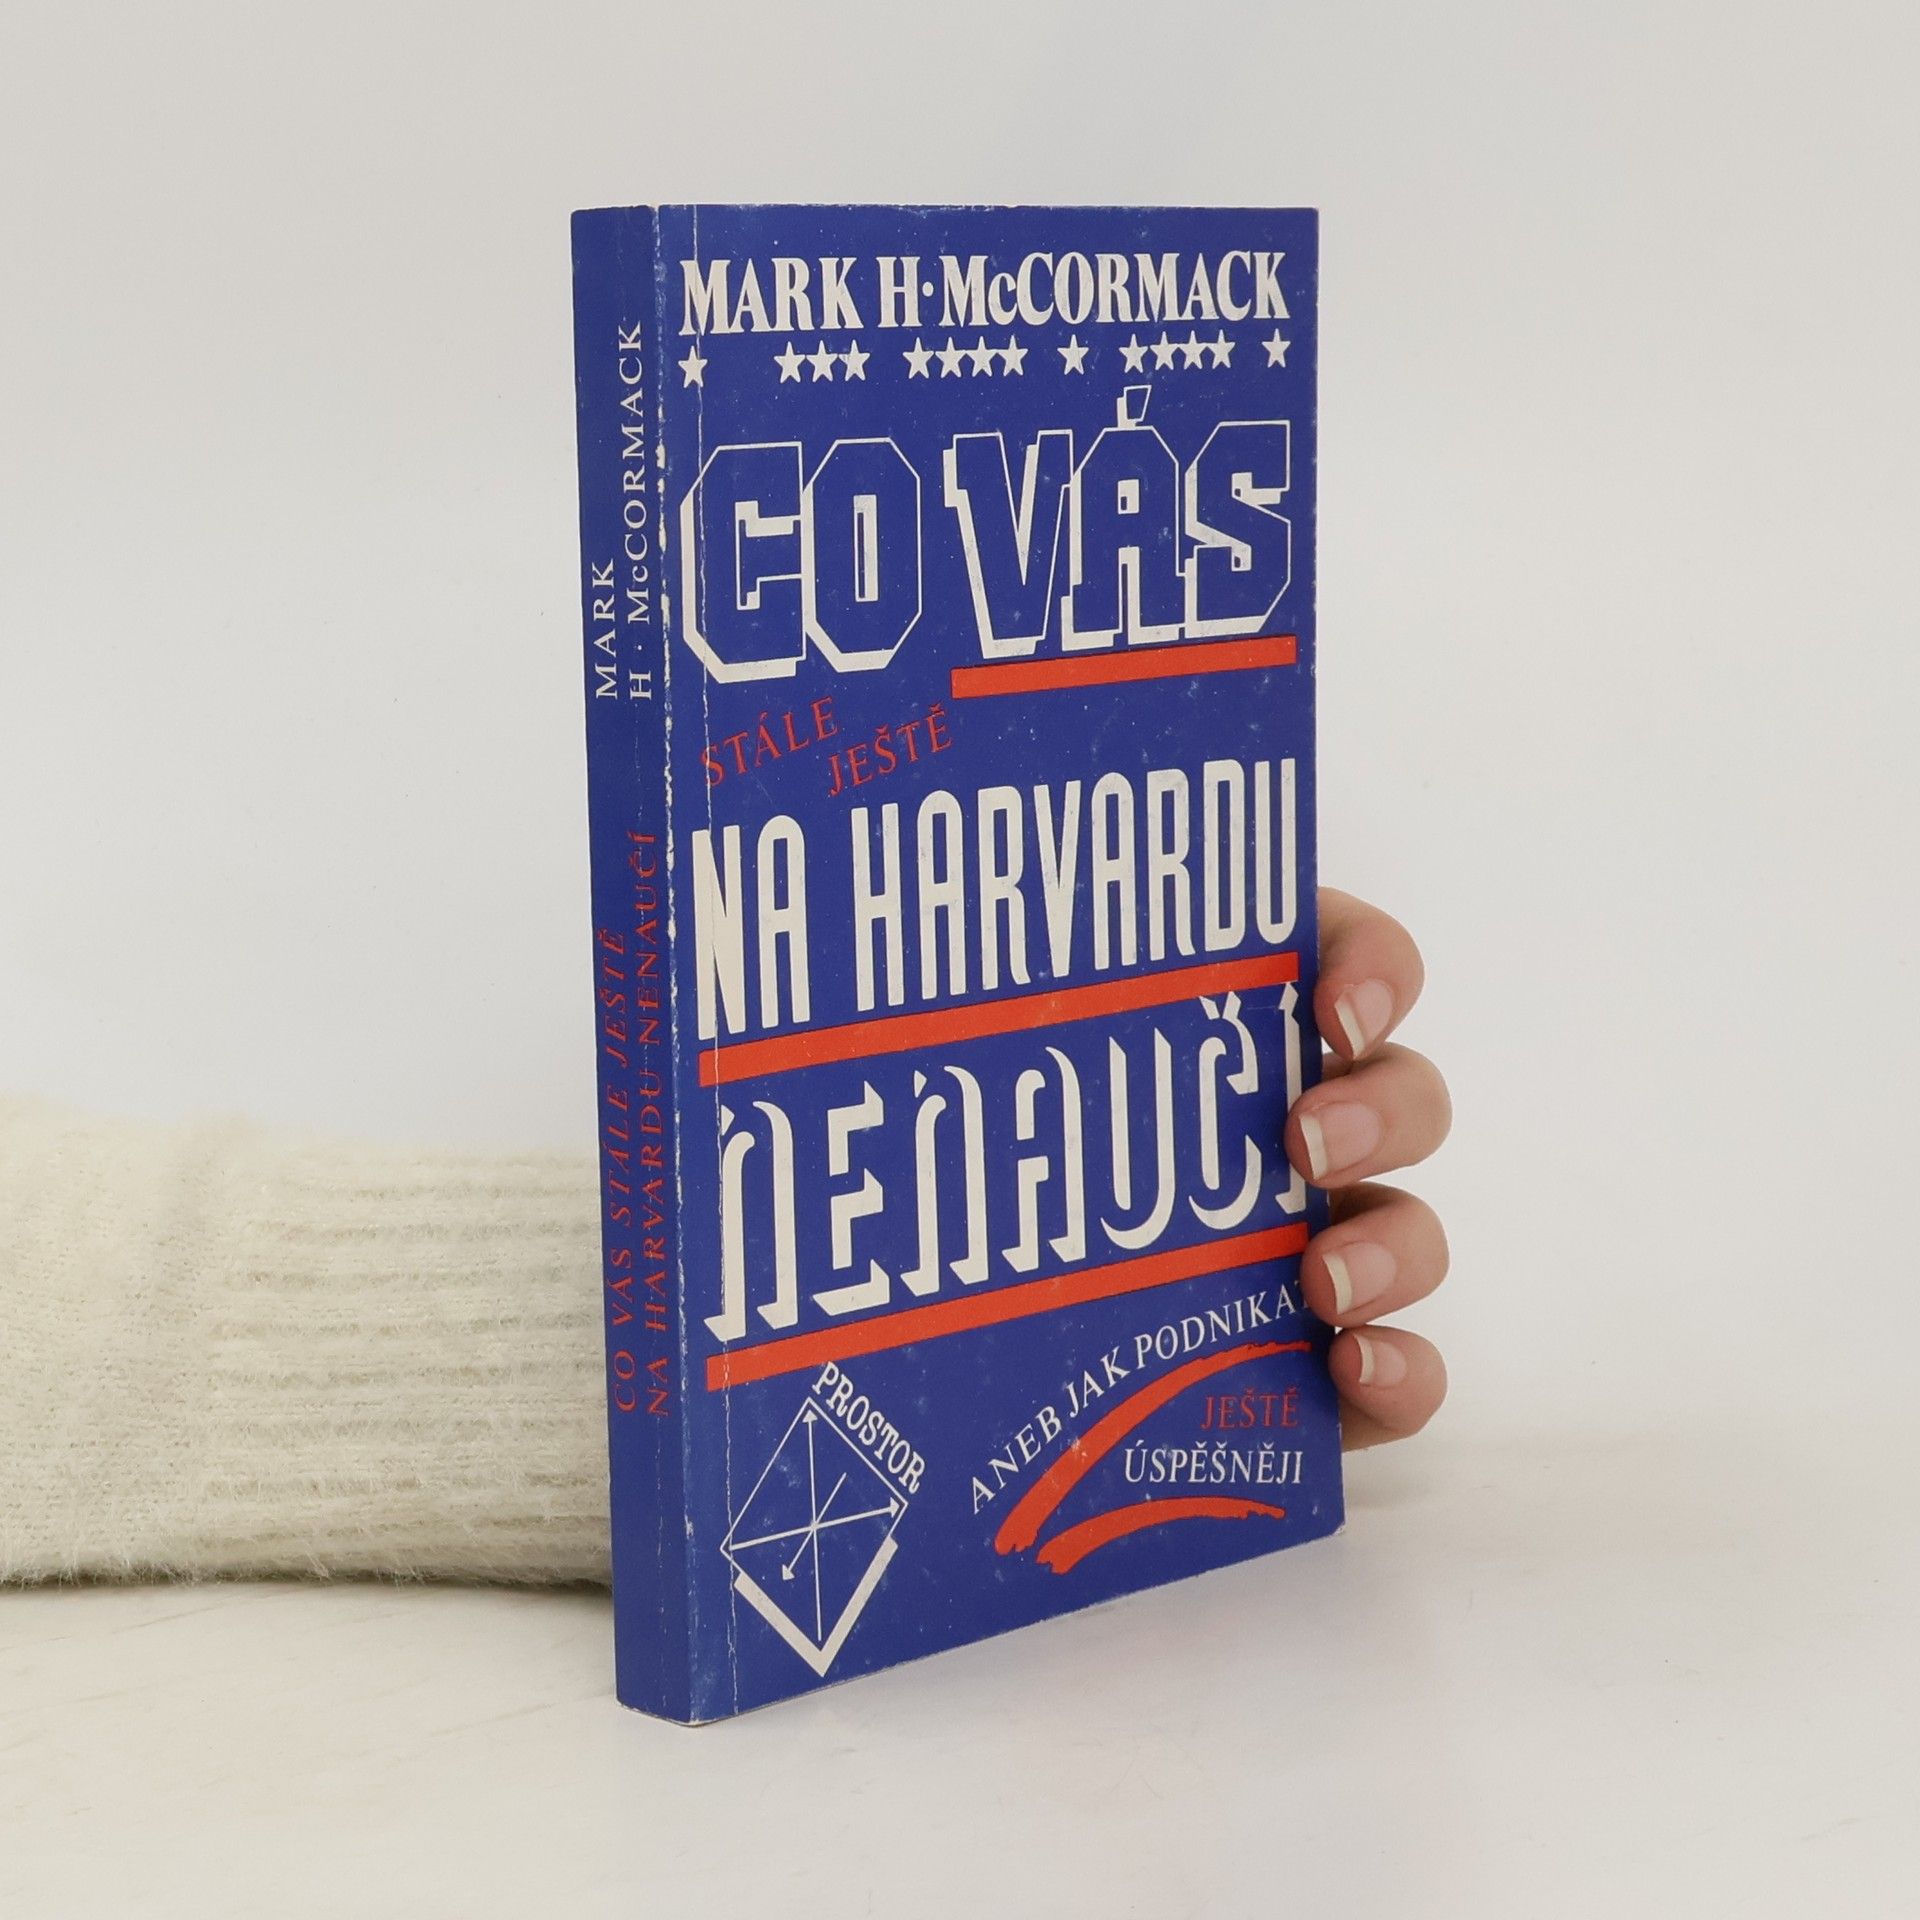 MARK
H · McCORMACK
CO VÁS STÁLE JEŠTĚ
NA HARVARDU NENAUČÍ
MARK H · McCORMACK
CO VÁS
STÁLE
JEŠTĚ
NA HARVARDU
NENAUČÍ
ANEB JAK PODNIKAT
JEŠTĚ
ÚSPĚŠNĚJI
PROSTOR